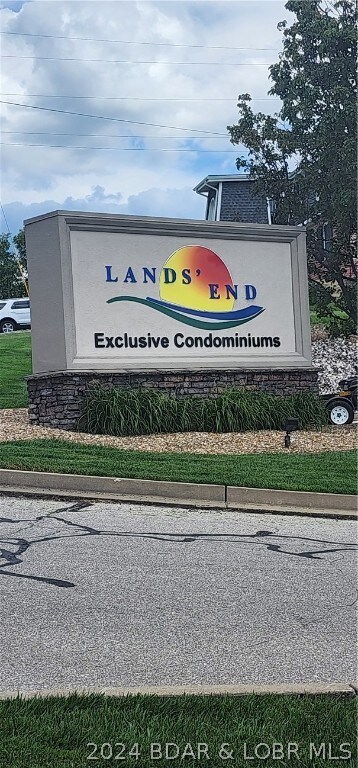 LANDS' END
Exclusive Condominiums
2024 BDAR & LOBR MLS